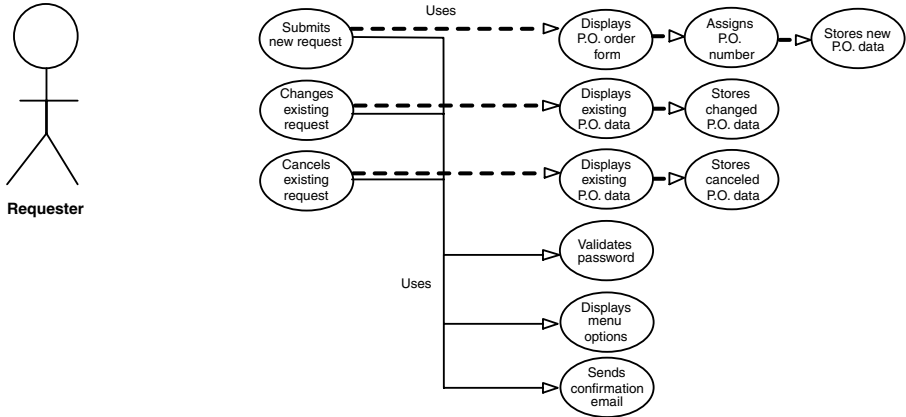 Uses
Submits
new request
Displays
P.O. order
form
Assigns
P.O.
number
Stores new
P.O. data
Changes
existing
request
Displays
existing
P.O. data
Stores
changed
P.O. data
Cancels
existing
request
Displays
existing
P.O. data
Stores
canceled
P.O. data
Requester
Validates
password
Uses
Displays
menu
options
Sends
confirmation
email